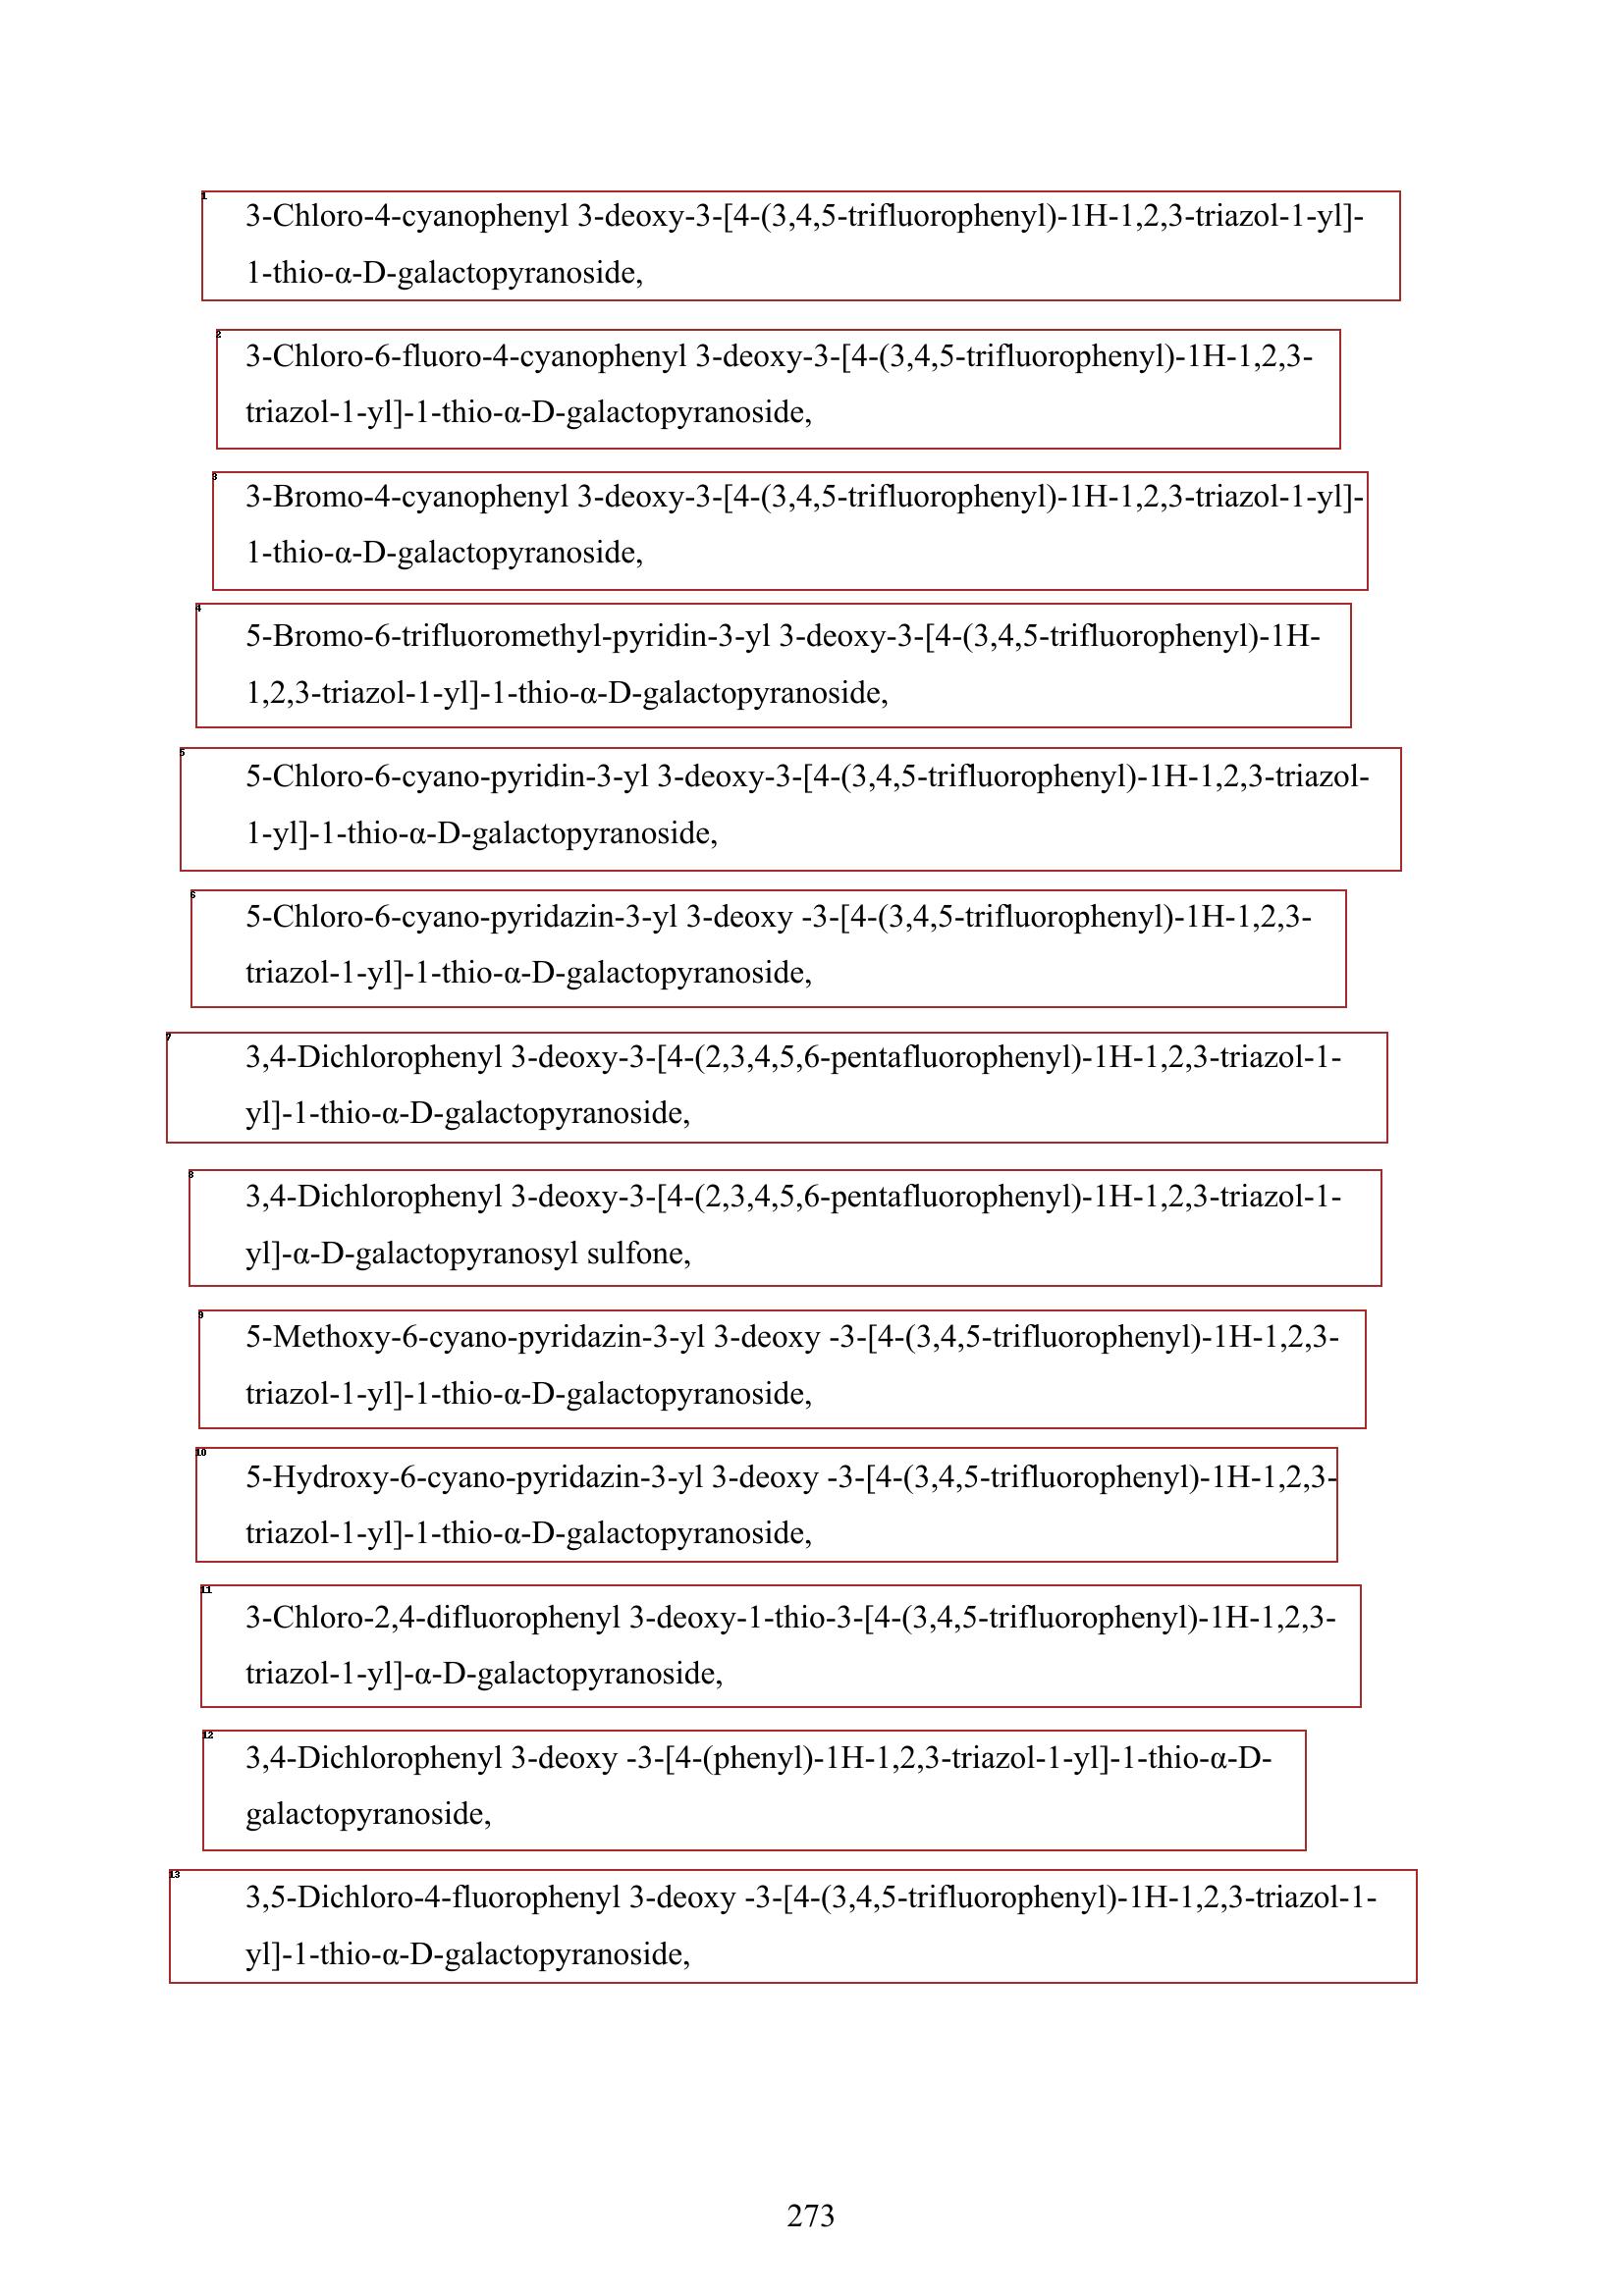 1
3-Chloro-4-cyanophenyl 3-deoxy-3-[4-(3,4,5-trifluorophenyl)-1H-1,2,3-triazol-1-yl]-
1-thio-α-D-galactopyranoside,
2
3-Chloro-6-fluoro-4-cyanophenyl 3-deoxy-3-[4-(3,4,5-trifluorophenyl)-1H-1,2,3-
triazol-1-yl]-1-thio-α-D-galactopyranoside,
3
3-Bromo-4-cyanophenyl 3-deoxy-3-[4-(3,4,5-trifluorophenyl)-1H-1,2,3-triazol-1-yl]-
1-thio-α-D-galactopyranoside,
4
5-Bromo-6-trifluoromethyl-pyridin-3-yl 3-deoxy-3-[4-(3,4,5-trifluorophenyl)-1H-
1,2,3-triazol-1-yl]-1-thio-α-D-galactopyranoside,
5
5-Chloro-6-cyano-pyridin-3-yl 3-deoxy-3-[4-(3,4,5-trifluorophenyl)-1H-1,2,3-triazol-
1-yl]-1-thio-α-D-galactopyranoside,
6
5-Chloro-6-cyano-pyridazin-3-yl 3-deoxy -3-[4-(3,4,5-trifluorophenyl)-1H-1,2,3-
triazol-1-yl]-1-thio-α-D-galactopyranoside,
7
3,4-Dichlorophenyl 3-deoxy-3-[4-(2,3,4,5,6-pentafluorophenyl)-1H-1,2,3-triazol-1-
yl]-1-thio-α-D-galactopyranoside,
8
3,4-Dichlorophenyl 3-deoxy-3-[4-(2,3,4,5,6-pentafluorophenyl)-1H-1,2,3-triazol-1-
yl]-α-D-galactopyranosyl sulfone,
9
5-Methoxy-6-cyano-pyridazin-3-yl 3-deoxy -3-[4-(3,4,5-trifluorophenyl)-1H-1,2,3-
triazol-1-yl]-1-thio-α-D-galactopyranoside,
10
5-Hydroxy-6-cyano-pyridazin-3-yl 3-deoxy -3-[4-(3,4,5-trifluorophenyl)-1H-1,2,3-
triazol-1-yl]-1-thio-α-D-galactopyranoside,
11
3-Chloro-2,4-difluorophenyl 3-deoxy-1-thio-3-[4-(3,4,5-trifluorophenyl)-1H-1,2,3-
triazol-1-yl]-α-D-galactopyranoside,
12
3,4-Dichlorophenyl 3-deoxy -3-[4-(phenyl)-1H-1,2,3-triazol-1-yl]-1-thio-α-D-
galactopyranoside,
13
3,5-Dichloro-4-fluorophenyl 3-deoxy -3-[4-(3,4,5-trifluorophenyl)-1H-1,2,3-triazol-1-
yl]-1-thio-α-D-galactopyranoside,
273